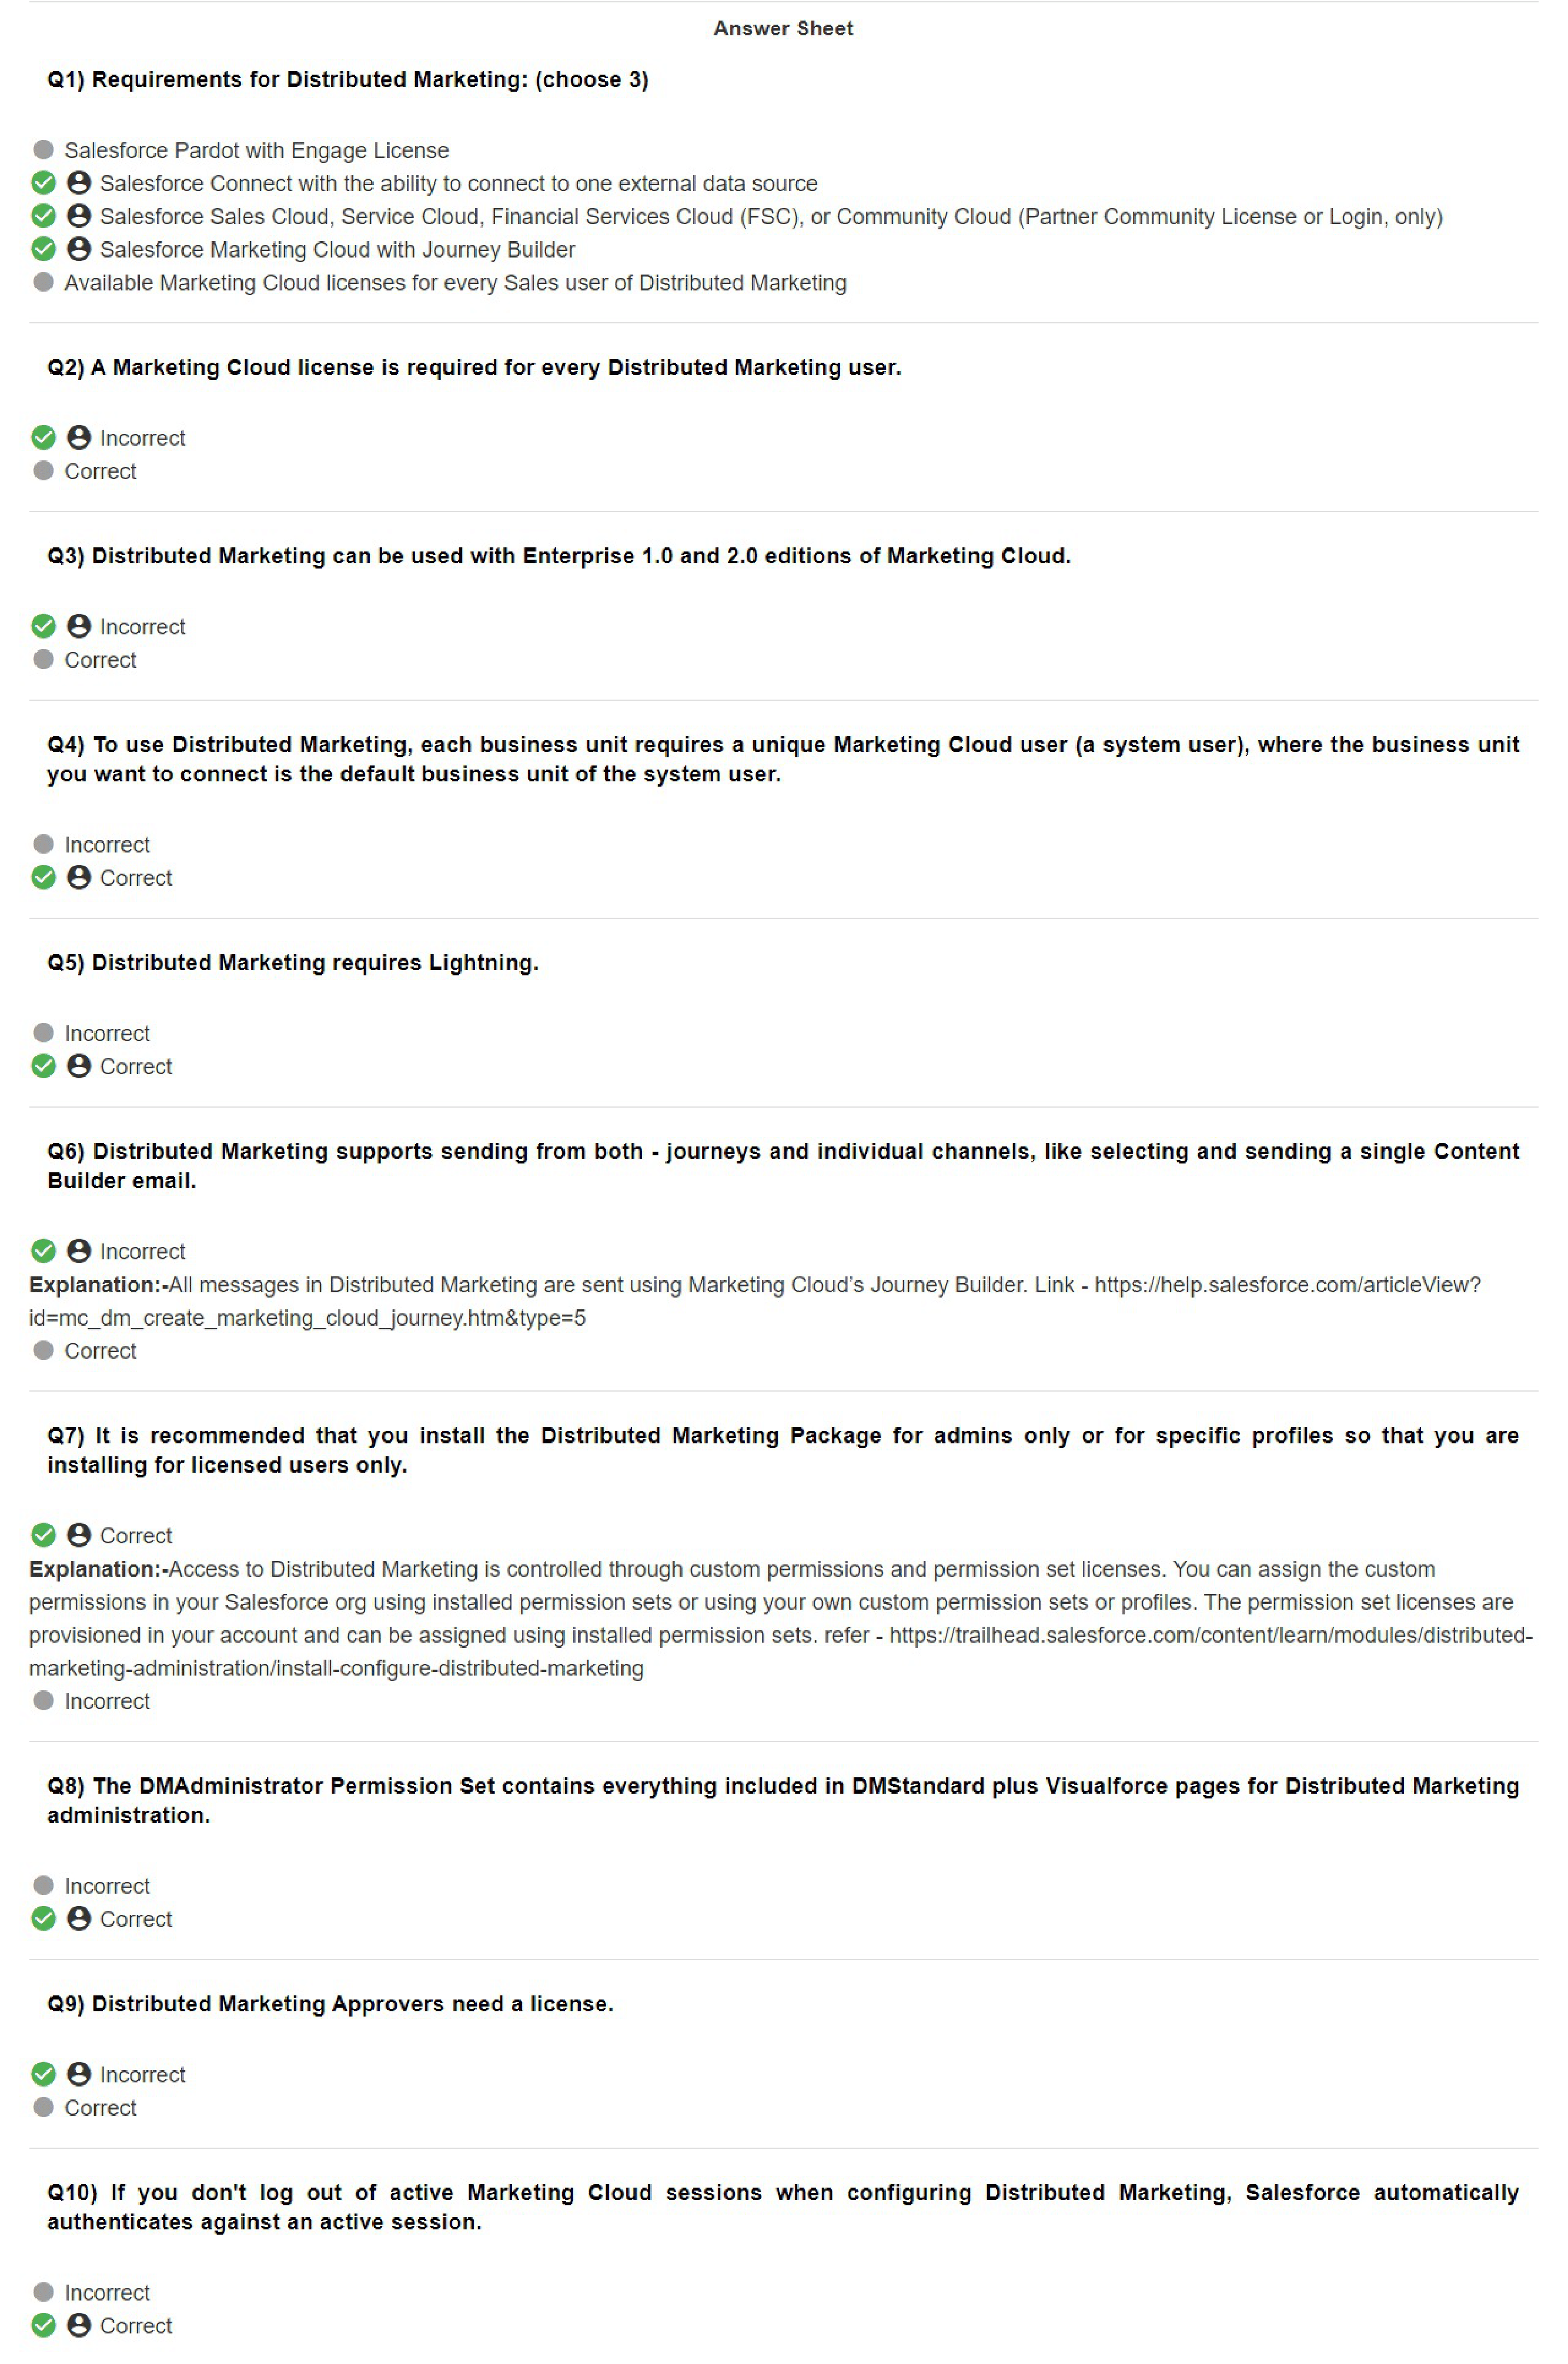 Answer Sheet
Q1) Requirements for Distributed Marketing: (choose 3)
Salesforce Pardot with Engage License
Salesforce Connect with the ability to connect to one external data source
Salesforce Sales Cloud, Service Cloud, Financial Services Cloud (FSC), or Community Cloud (Partner Community License or Login, only)
Salesforce Marketing Cloud with Journey Builder
Available Marketing Cloud licenses for every Sales user of Distributed Marketing
Q2) A Marketing Cloud license is required for every Distributed Marketing user.
Incorrect
Correct
Q3) Distributed Marketing can be used with Enterprise 1.0 and 2.0 editions of Marketing Cloud.
Incorrect
Correct
Q4) To use Distributed Marketing, each business unit requires a unique Marketing Cloud user (a system user), where the business unit
you want to connect is the default business unit of the system user.
Incorrect
Correct
Q5) Distributed Marketing requires Lightning.
Incorrect
Correct
Q6) Distributed Marketing supports sending from both - journeys and individual channels, like selecting and sending a single Content
Builder email.
Incorrect
Explanation:-All messages in Distributed Marketing are sent using Marketing Cloud’s Journey Builder. Link - https://help.salesforce.com/articleView?
id=mc_dm_create_marketing_cloud_journey.htm&type=5
Correct
Q7) It is recommended that you install the Distributed Marketing Package for admins only or for specific profiles so that you are
installing for licensed users only.
Correct
Explanation:-Access to Distributed Marketing is controlled through custom permissions and permission set licenses. You can assign the custom
permissions in your Salesforce org using installed permission sets or using your own custom permission sets or profiles. The permission set licenses are
provisioned in your account and can be assigned using installed permission sets. refer - https://trailhead.salesforce.com/content/learn/modules/distributed-
marketing-administration/install-configure-distributed-marketing
Incorrect
Q8) The DMAdministrator Permission Set contains everything included in DMStandard plus Visualforce pages for Distributed Marketing
administration.
Incorrect
Correct
Q9) Distributed Marketing Approvers need a license.
Incorrect
Correct
Q10) If you don't log out of active Marketing Cloud sessions when configuring Distributed Marketing, Salesforce automatically
authenticates against an active session.
Incorrect
Correct